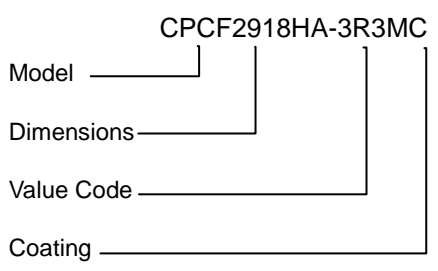 CPCF2918HA-3R3MC
Model
Dimensions
Value Code
Coating